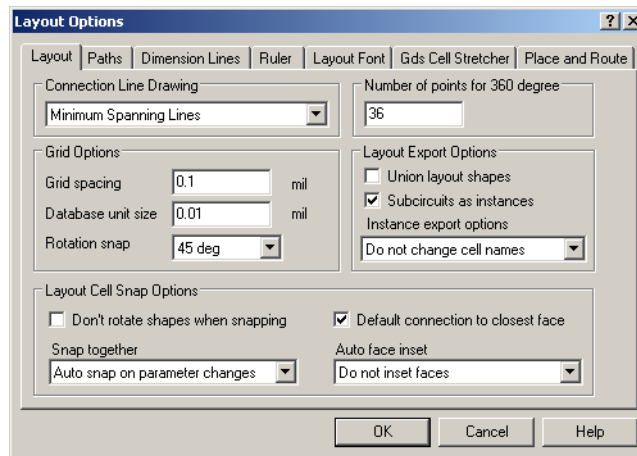 Layout Options
Layout Paths Dimension Lines Ruler Layout Font Gds Cell Stretcher Place and Route
Connection Line Drawing
Minimum Spanning Lines
Number of points for 360 degree
36
Grid Options
Grid spacing 0.1 mil
Database unit size 0.01 mil
Rotation snap 45 deg
Layout Export Options
Union layout shapes
Subcircuits as instances
Instance export options
Do not change cell names
Layout Cell Snap Options
Don't rotate shapes when snapping
Default connection to closest face
Snap together
Auto snap on parameter changes
Auto face inset
Do not inset faces
OK Cancel Help